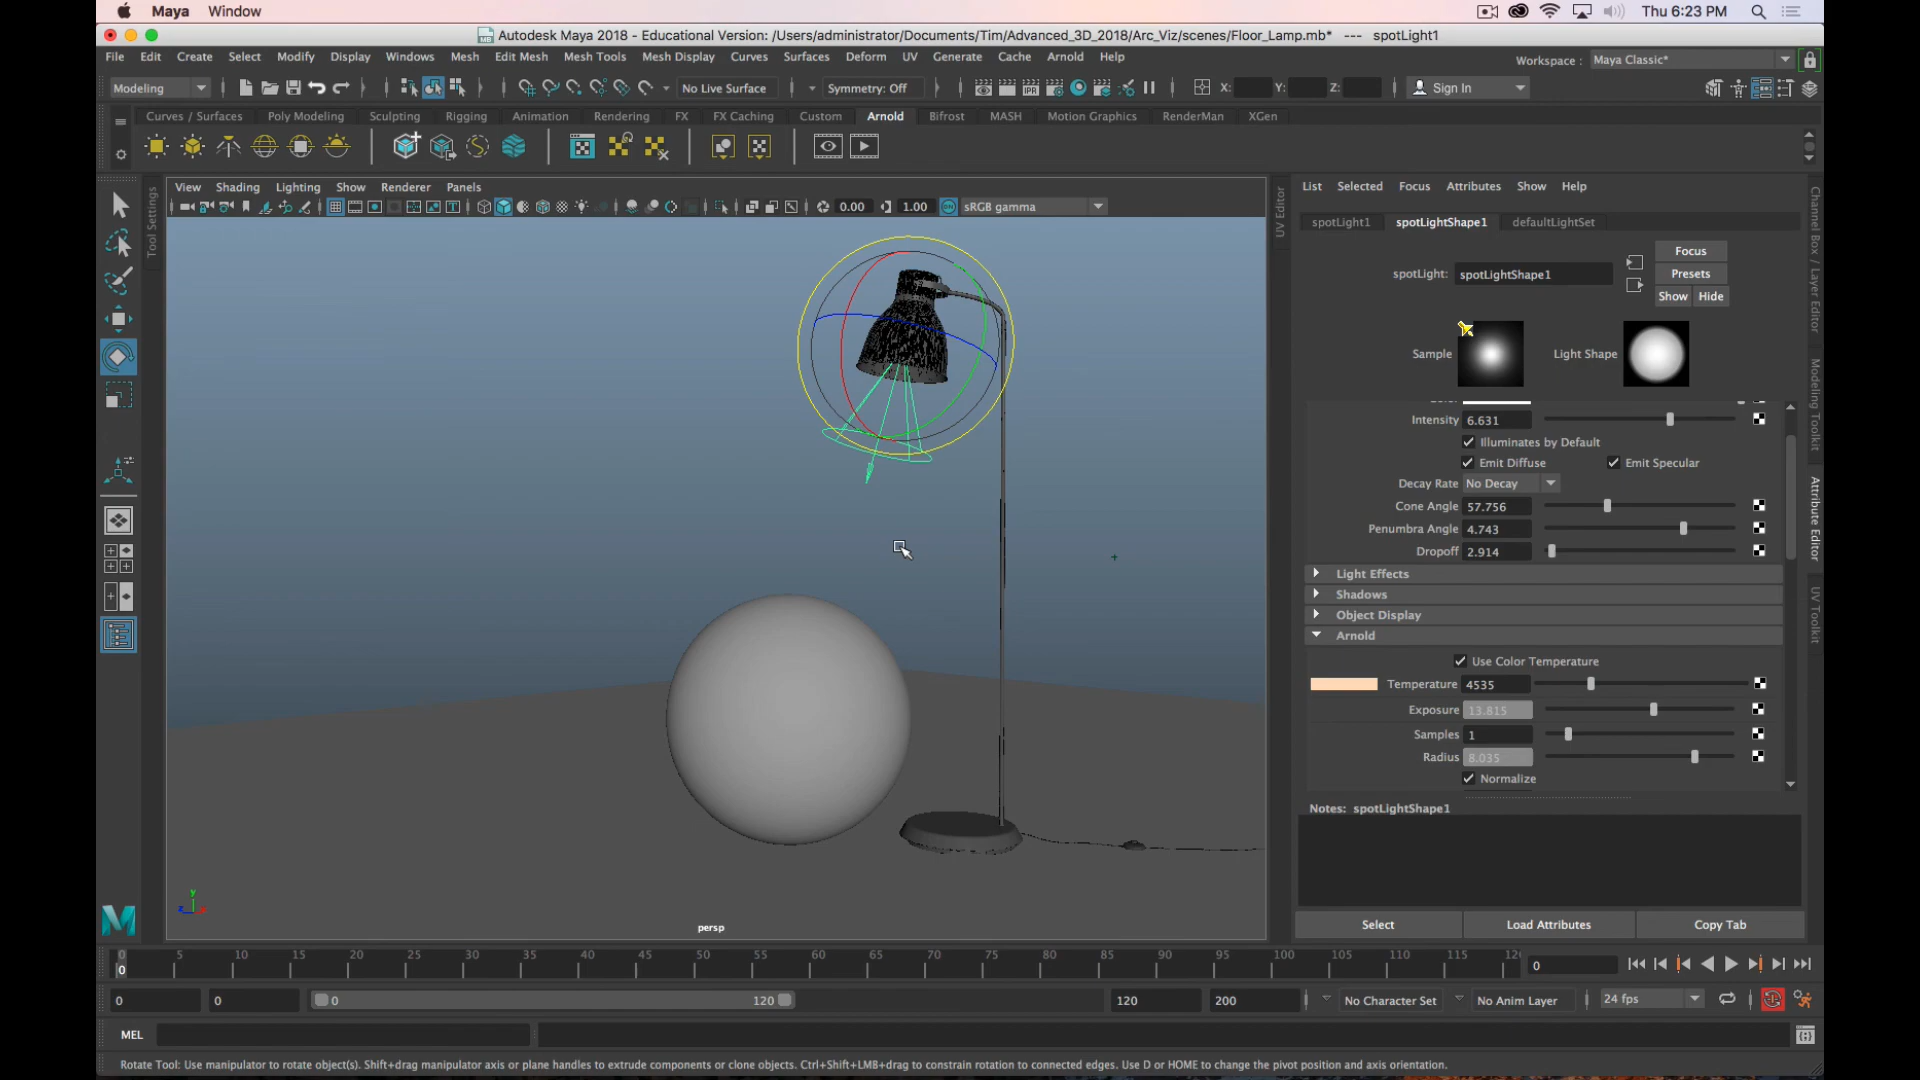 Maya Window Thu 6:23 PM
Autodesk Maya 2018 - Educational Version: /Users/administrator/Documents/Tim/Advanced_3D_2018/Arc_Viz/scenes/Floor_Lamp.mb* --- spotLight1
File Edit Create Select Modify Display Windows Mesh Edit Mesh Mesh Tools Mesh Display Curves Surfaces Deform UV Generate Cache Arnold Help Workspace : Maya Classic*
Modeling No Live Surface Symmetry: Off X: Y: Z: Sign In
Curves / Surfaces Poly Modeling Sculpting Rigging Animation Rendering FX FX Caching Custom Arnold Bifrost MASH Motion Graphics RenderMan XGen
View Shading Lighting Show Renderer Panels
0.00 1.00 sRGB gamma
Tool Settings
UV Editor
persp
List Selected Focus Attributes Show Help
spotLight1 spotLightShape1 defaultLightSet
Focus
spotLight: spotLightShape1 Presets
Show Hide
Sample Light Shape
Intensity 6.631
Illuminates by Default
Emit Diffuse Emit Specular
Decay Rate No Decay
Cone Angle 57.756
Penumbra Angle 4.743
Dropoff 2.914
Light Effects
Shadows
Object Display
Arnold
Use Color Temperature
Temperature 4535
Exposure 13.815
Samples 1
Radius 8.035
Normalize
Notes: spotLightShape1
Select Load Attributes Copy Tab
Channel Box / Layer Editor
Modeling Toolkit
Attribute Editor
UV Toolkit
0 5 10 15 20 25 30 35 40 45 50 55 60 65 70 75 80 85 90 95 100 105 110 115 12
0 0
0 0 0 120 120 200 No Character Set No Anim Layer 24 fps
MEL
Rotate Tool: Use manipulator to rotate object(s). Shift+drag manipulator axis or plane handles to extrude components or clone objects. Ctrl+Shift+LMB+drag to constrain rotation to connected edges. Use D or HOME to change the pivot position and axis orientation.